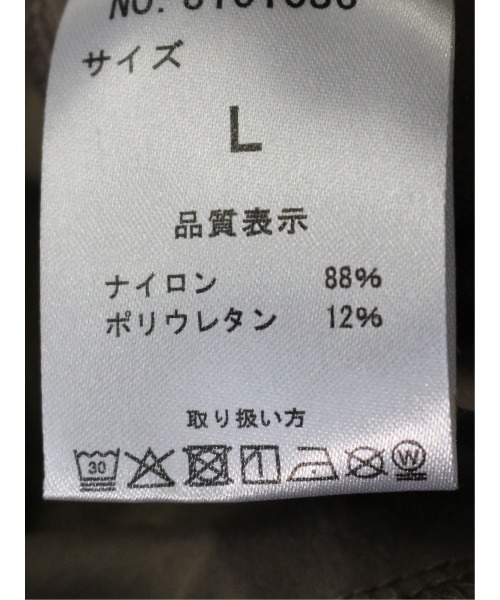 サイズ
L
品質表示
ナイロン 88%
ポリウレタン 12%
取り扱い方
30
W